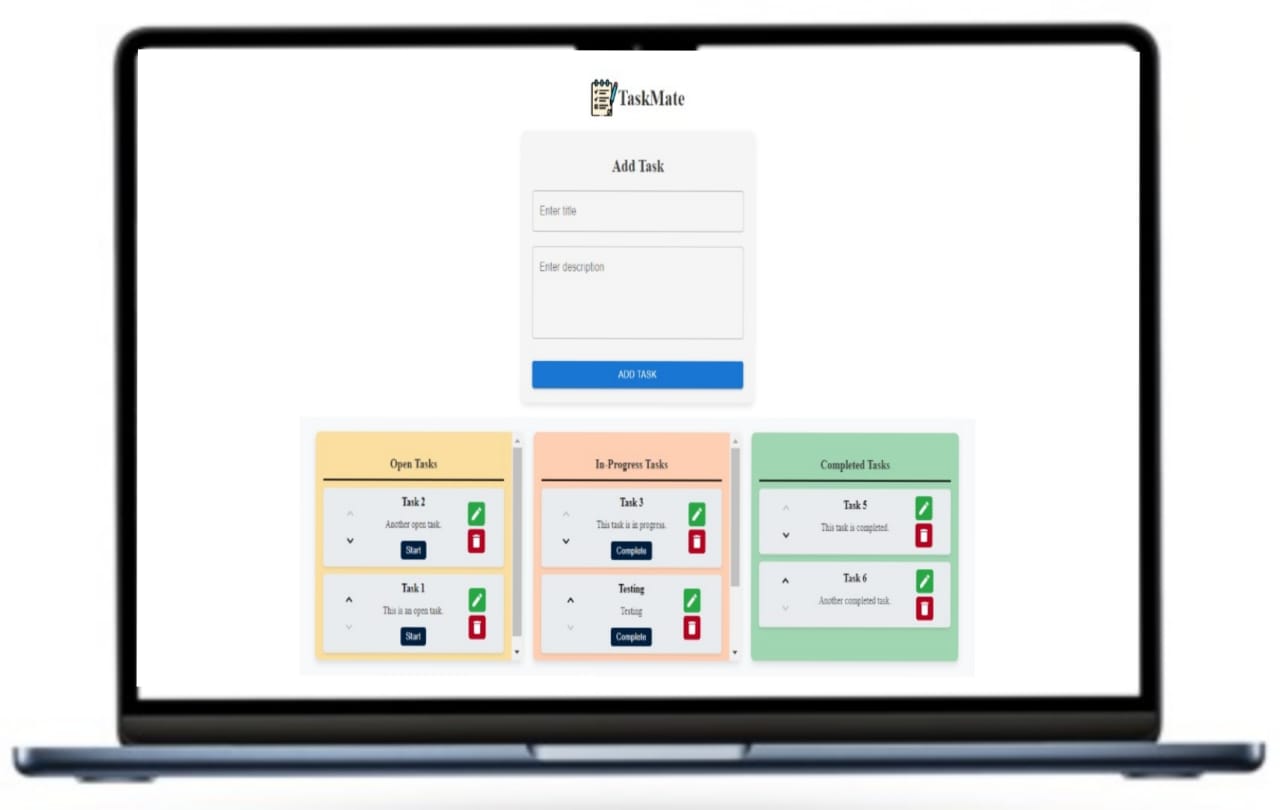 TaskMate
Add Task
Enter title
Enter description
ADD TASK
Open Tasks
Task 2
Another open task.
Start
Task 1
This is an open task.
Start
In-Progress Tasks
Task 3
This task is in progress.
Complete
Testing
Testing
Complete
Completed Tasks
Task 5
This task is completed.
Task 6
Another completed task.